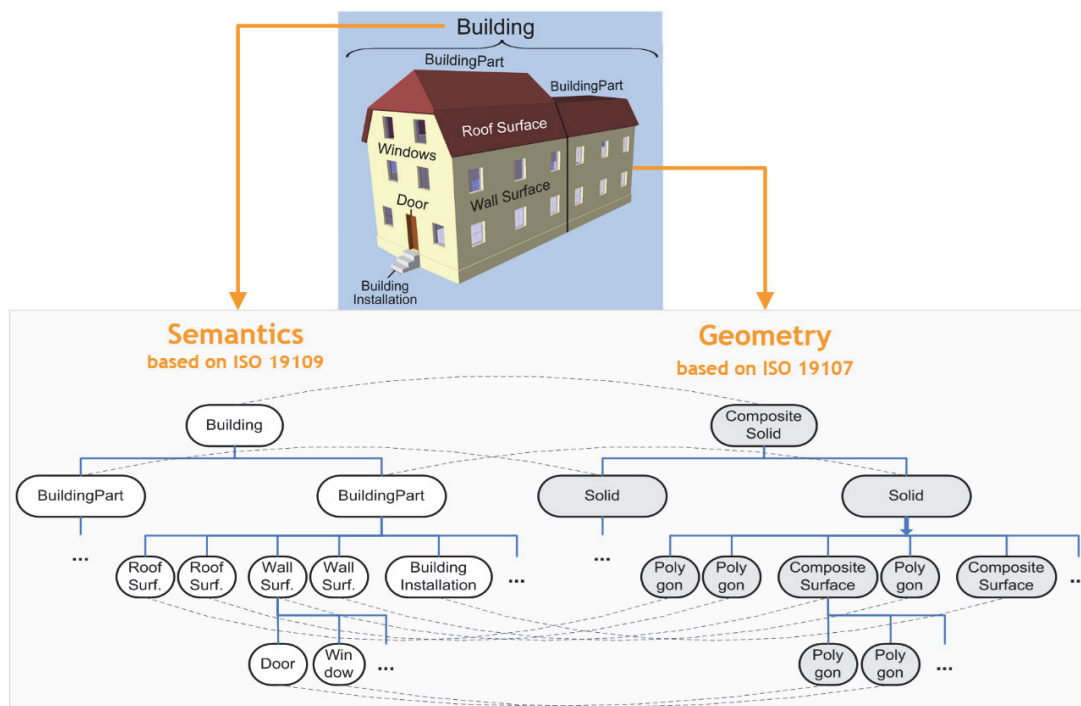 Building
BuildingPart
BuildingPart
Roof Surface
Windows
Wall Surface
Door
Building
Installation
Semantics
based on ISO 19109
Geometry
based on ISO 19107
Building
Composite
Solid
BuildingPart
BuildingPart
Solid
Solid
...
Roof
Surf.
Roof
Surf.
Wall
Surf.
Wall
Surf.
Building
Installation
...
...
Poly
gon
Poly
gon
Composite
Surface
Poly
gon
Composite
Surface
...
Door
Win
dow
...
Poly
gon
Poly
gon
...